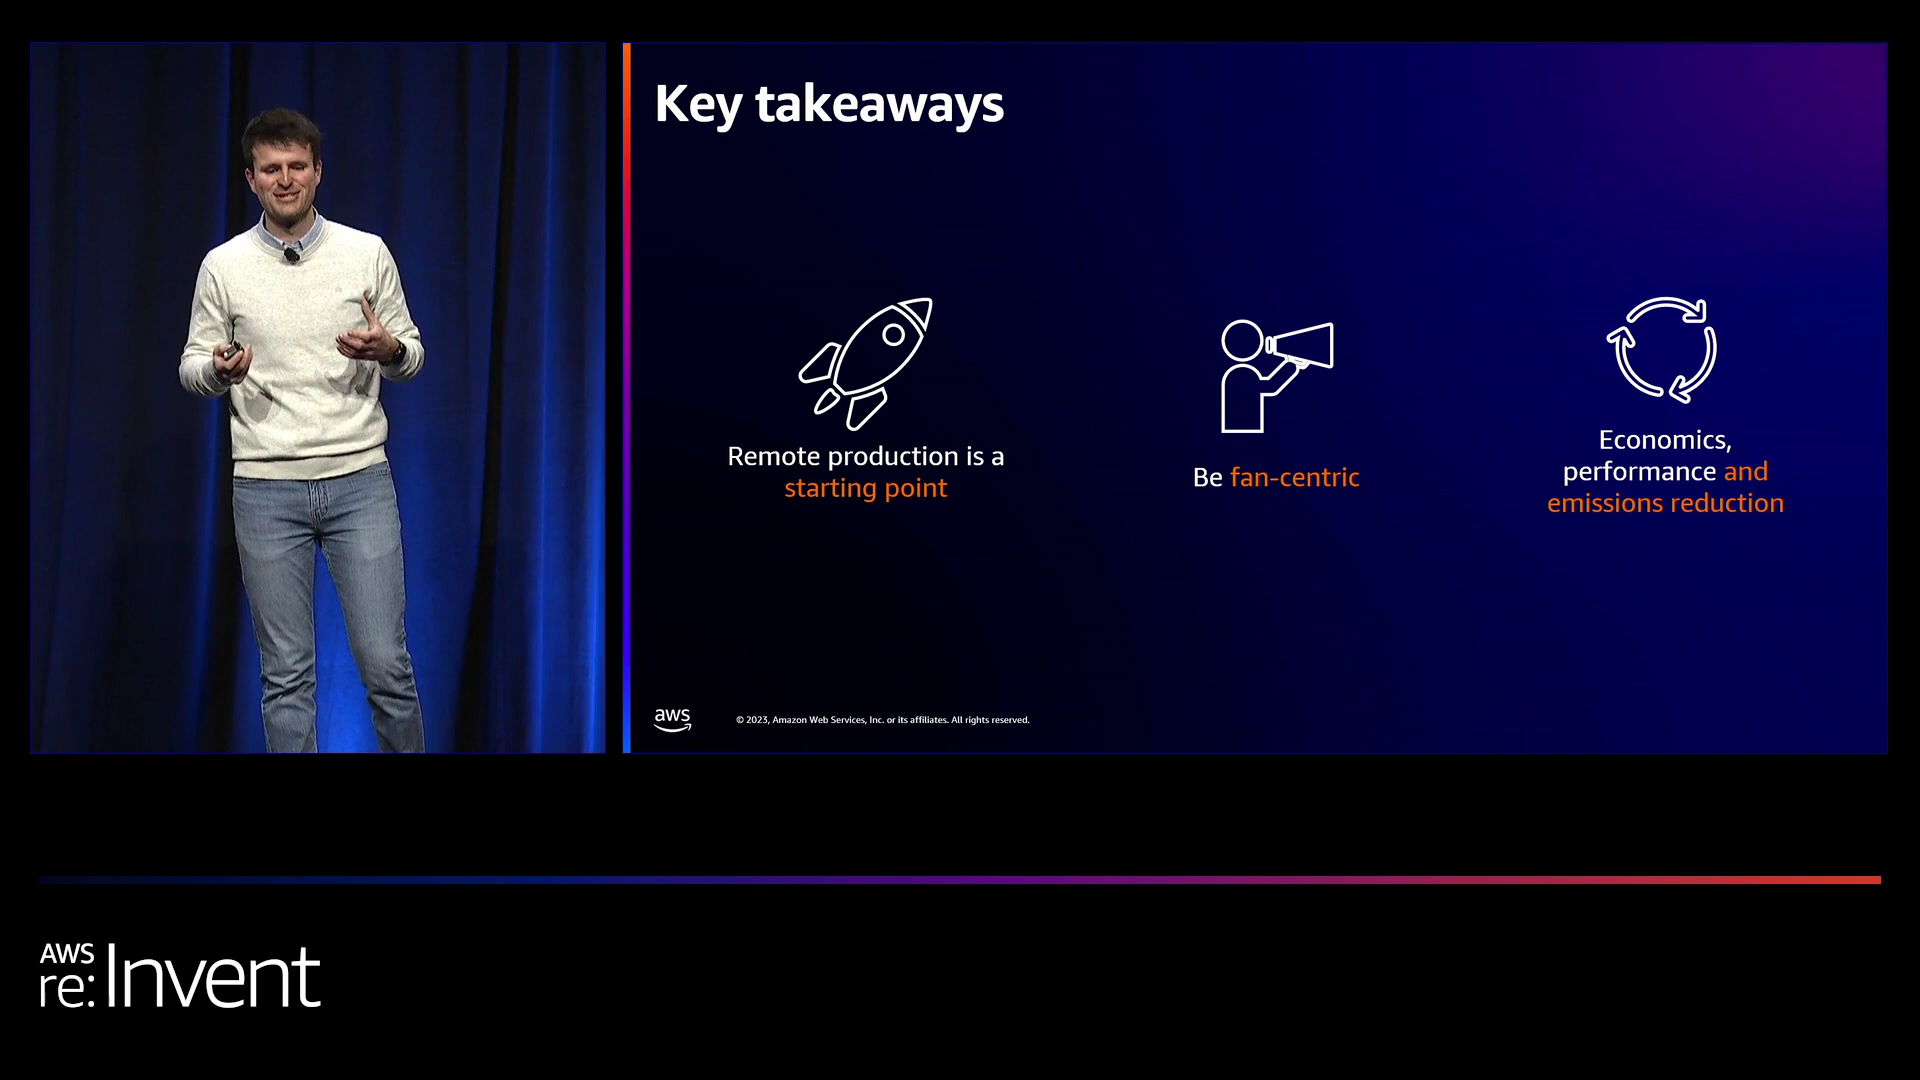 Key takeaways
Remote production is a
starting point
Be fan-centric
Economics,
performance and
emissions reduction
aws
© 2023, Amazon Web Services, Inc. or its affiliates. All rights reserved.
AWS
re:Invent